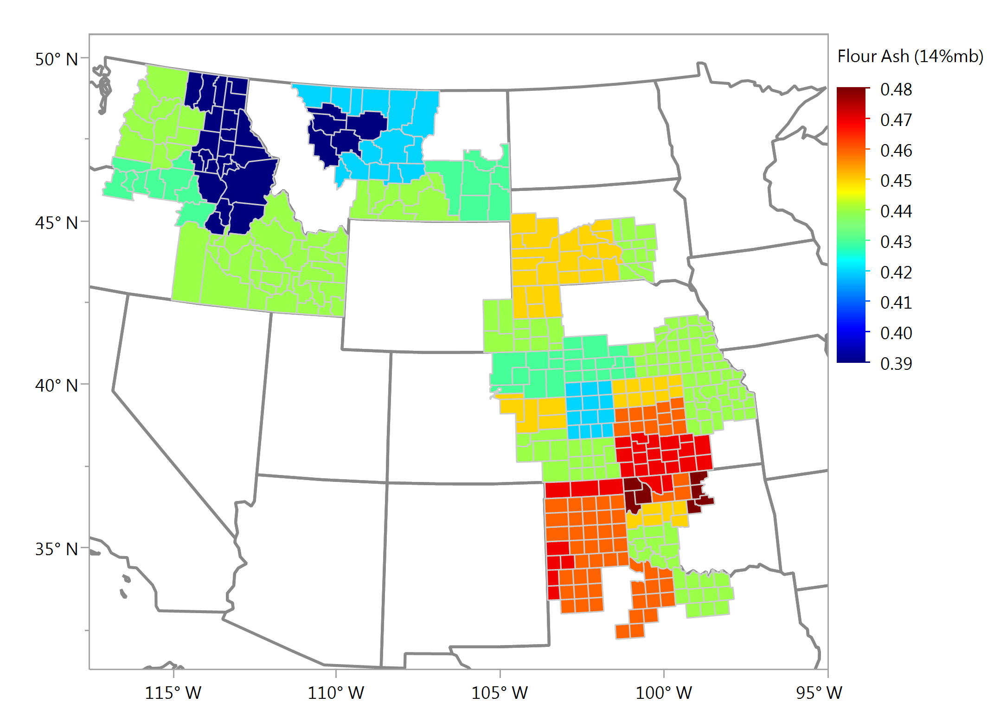 Flour Ash (14%mb)
0.48
0.47
0.46
0.45
0.44
0.43
0.42
0.41
0.40
0.39
50° N
45° N
40° N
35° N
115° W
110° W
105° W
100° W
95° W